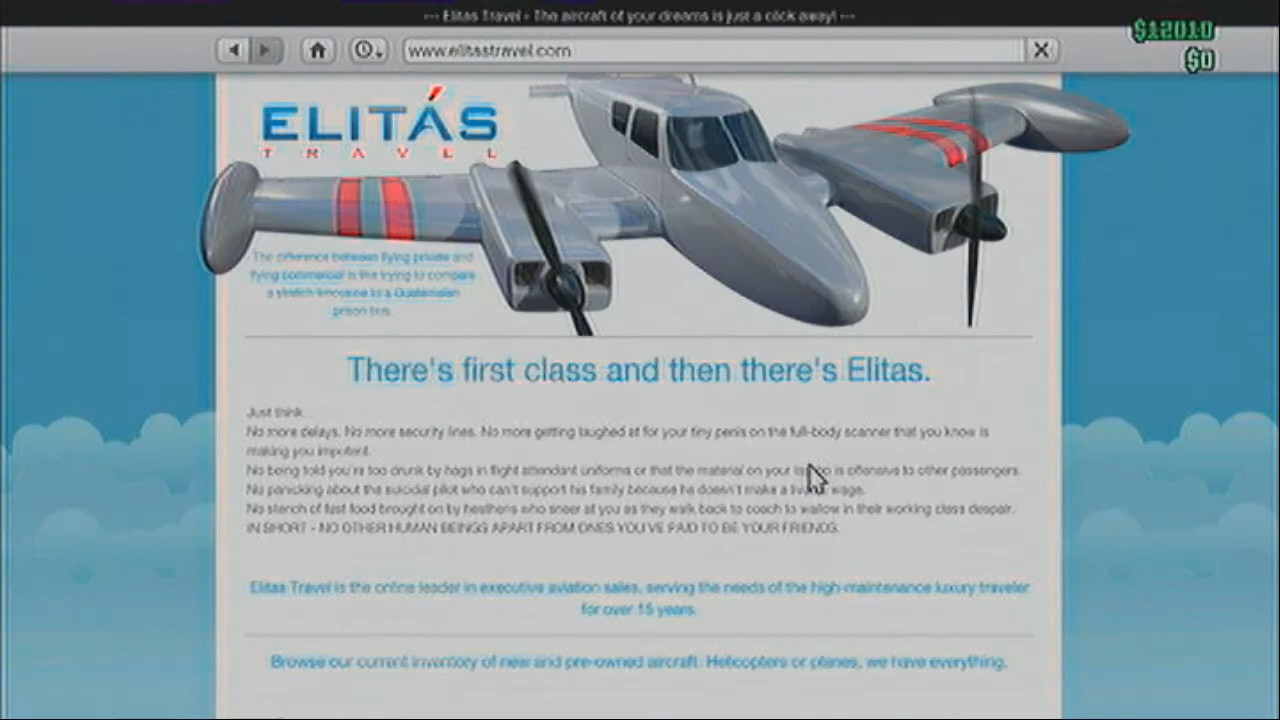 --- Elitas Travel - The aircraft of your dreams is just a click away! ---
$12010
www.elitastravel.com
$0
ELITÁS
TRAVEL
The difference between flying private and
flying commercial is like trying to compare
a stretch limousine to a Guatemalan
prison bus.
There's first class and then there's Elitas.
Just think
No more delays. No more security lines. No more getting laughed at for your tiny penis on the full-body scanner that you know is
making you impotent.
No being told you're too drunk by hags in flight attendant uniforms or that the material on your is offensive to other passengers.
No panicking about the suicidal pilot who can't support his family because he doesn't make a wage.
No stench of fast food brought on by heathens who sneer at you as they walk back to coach to wallow in their working class despair.
IN SHORT - NO OTHER HUMAN BEINGS APART FROM ONES YOU'VE PAID TO BE YOUR FRIENDS.
Elitas Travel is the online leader in executive aviation sales, serving the needs of the high-maintenance luxury traveler
for over 15 years.
Browse our current inventory of new and pre-owned aircraft. Helicopters or planes, we have everything.